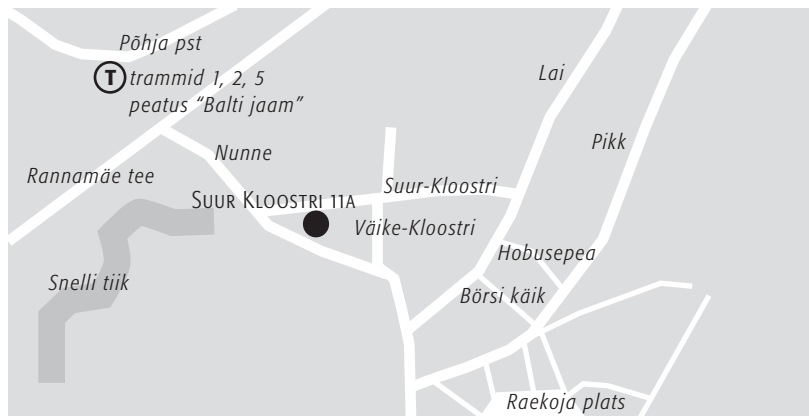 Põhja pst
T
trammid 1, 2, 5
peatus “Balti jaam”
Lai
Pikk
Nunne
Rannamäe tee
Suur-Kloostri
SUUR KLOOSTRI 11A
Väike-Kloostri
Hobusepea
Snelli tiik
Börsi käik
Raekoja plats